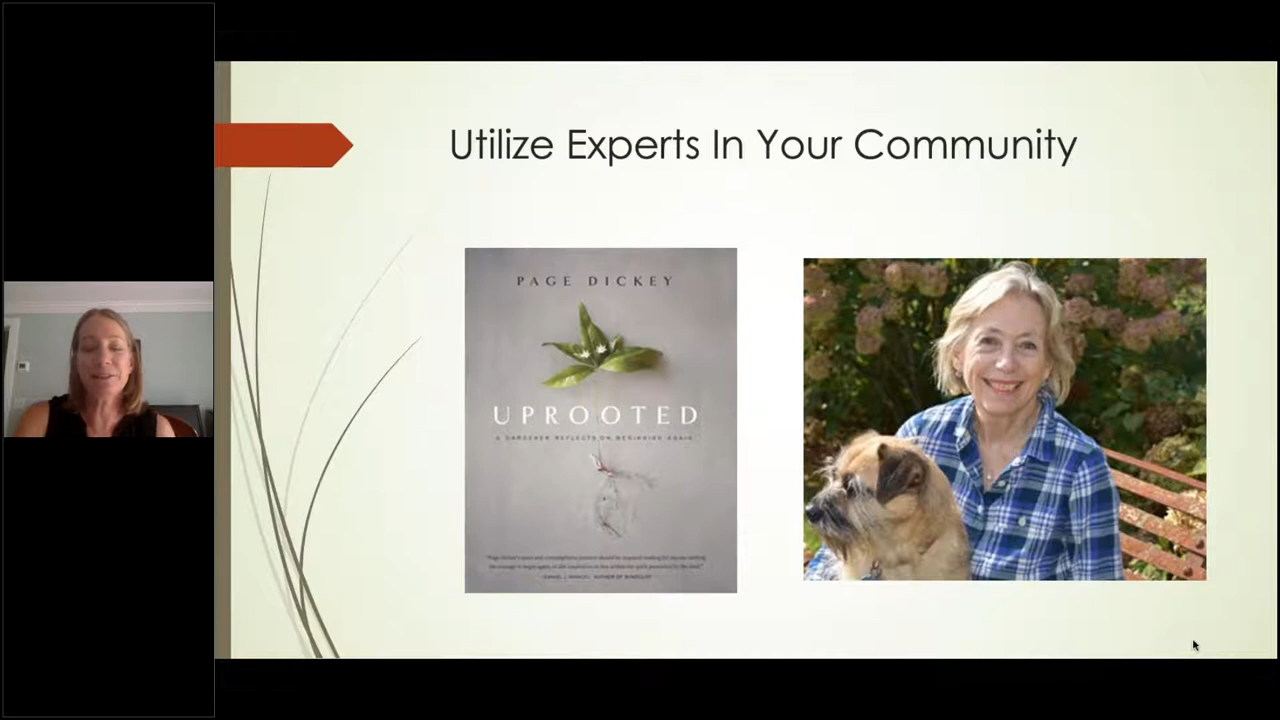 Utilize Experts In Your Community
PAGE DICKEY
UPROOTED
A GARDENER REFLECTS ON BEGINNING AGAIN